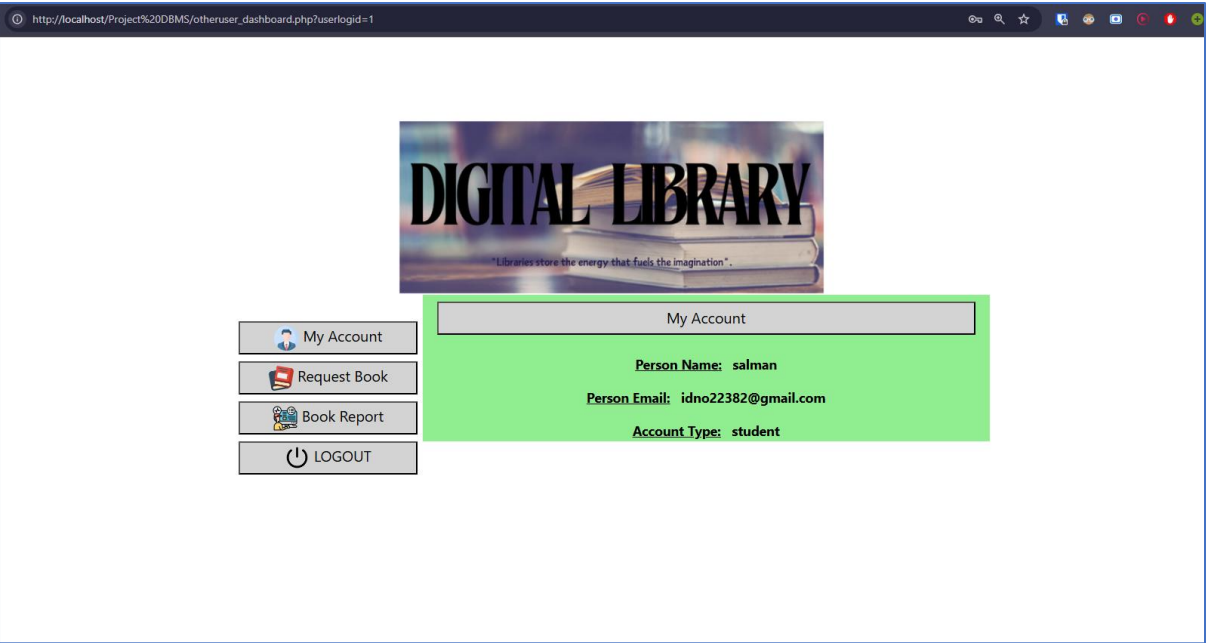 http://localhost/Project%20DBMS/otheruser_dashboard.php?userlogid=1
DIGITAL LIBRARY
"Libraries store the energy that fuels the imagination".
My Account
Request Book
Book Report
LOGOUT
My Account
Person Name: salman
Person Email: idno22382@gmail.com
Account Type: student